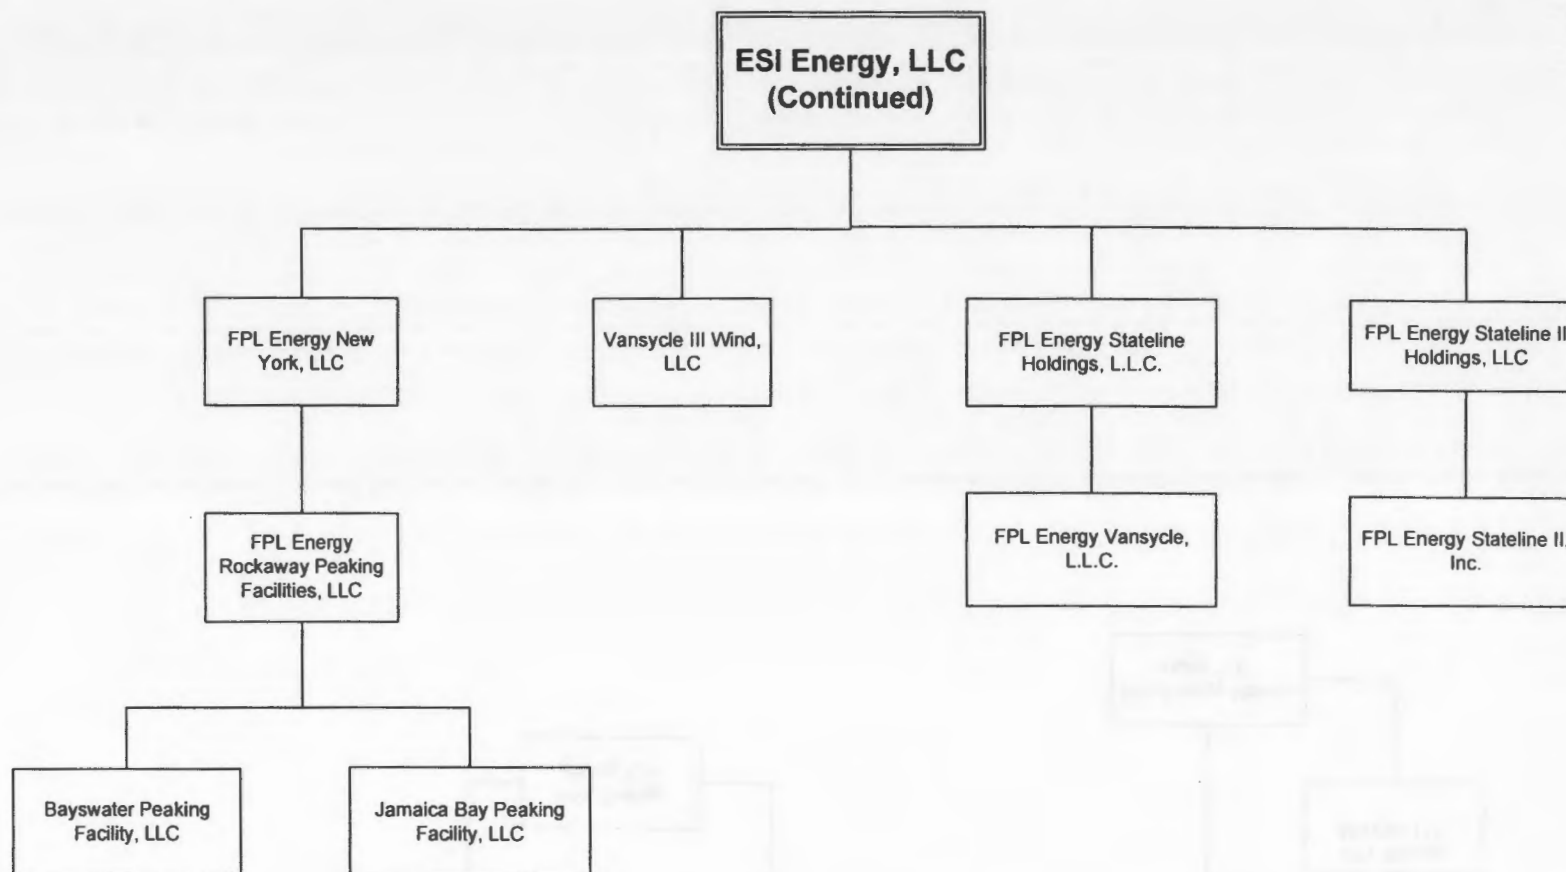 ESI Energy, LLC
(Continued)
FPL Energy New
York, LLC
Vansycle III Wind,
LLC
FPL Energy Stateline
Holdings, L.L.C.
FPL Energy Stateline II
Holdings, LLC
FPL Energy
Rockaway Peaking
Facilities, LLC
FPL Energy Vansycle,
L.L.C.
FPL Energy Stateline II,
Inc.
Bayswater Peaking
Facility, LLC
Jamaica Bay Peaking
Facility, LLC